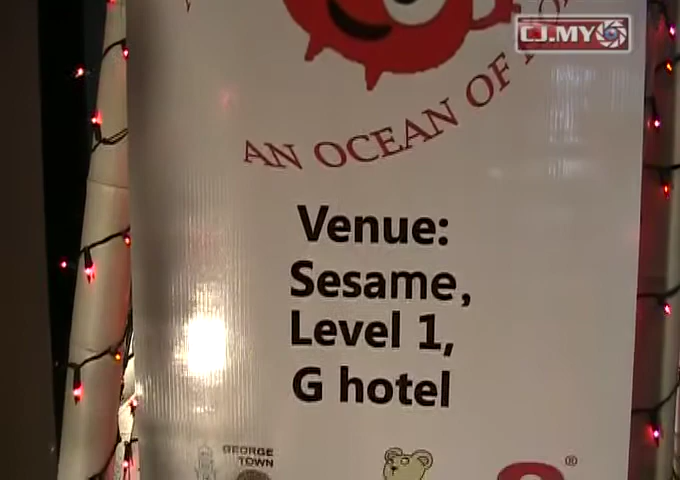 CJ.MY
AN OCEAN OF
Venue:
Sesame,
Level 1,
G hotel
GEORGE
TOWN
®